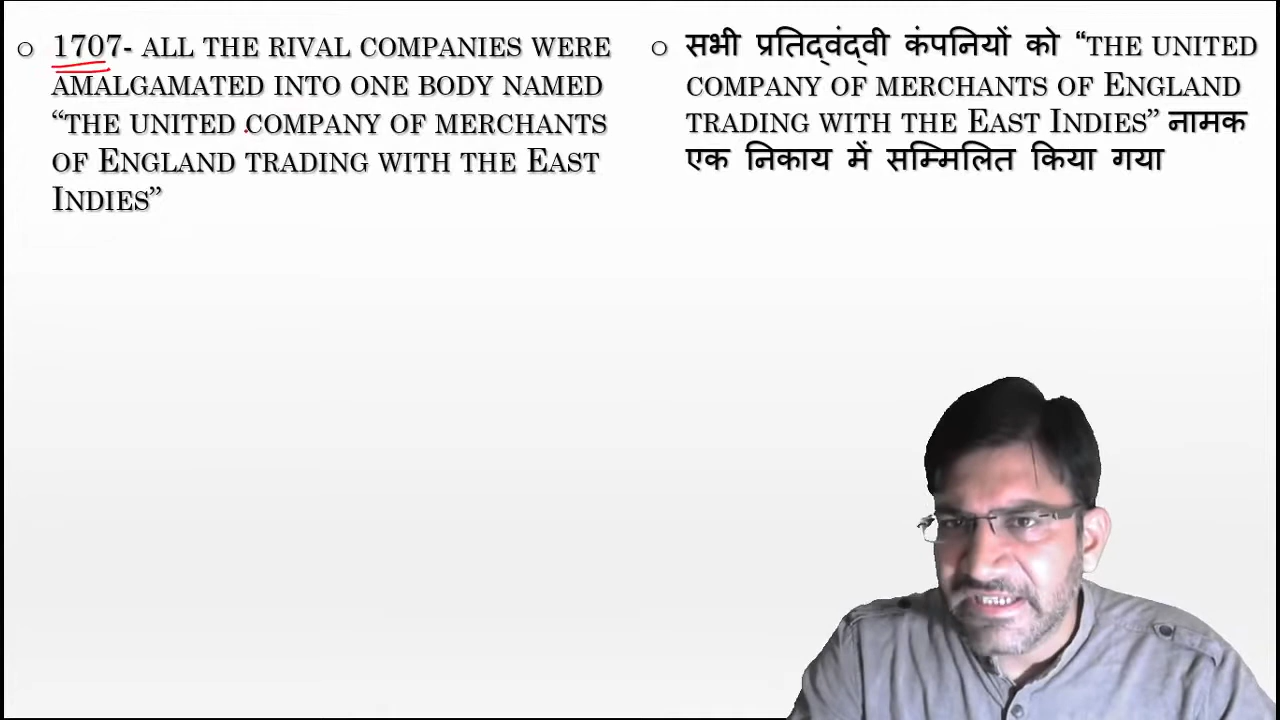 1707- ALL THE RIVAL COMPANIES WERE
AMALGAMATED INTO ONE BODY NAMED
“THE UNITED COMPANY OF MERCHANTS
OF ENGLAND TRADING WITH THE EAST
INDIES”
सभी प्रतिद्वंद्वी कंपनियों को “THE UNITED
COMPANY OF MERCHANTS OF ENGLAND
TRADING WITH THE EAST INDIES” नामक
एक निकाय में सम्मिलित किया गया